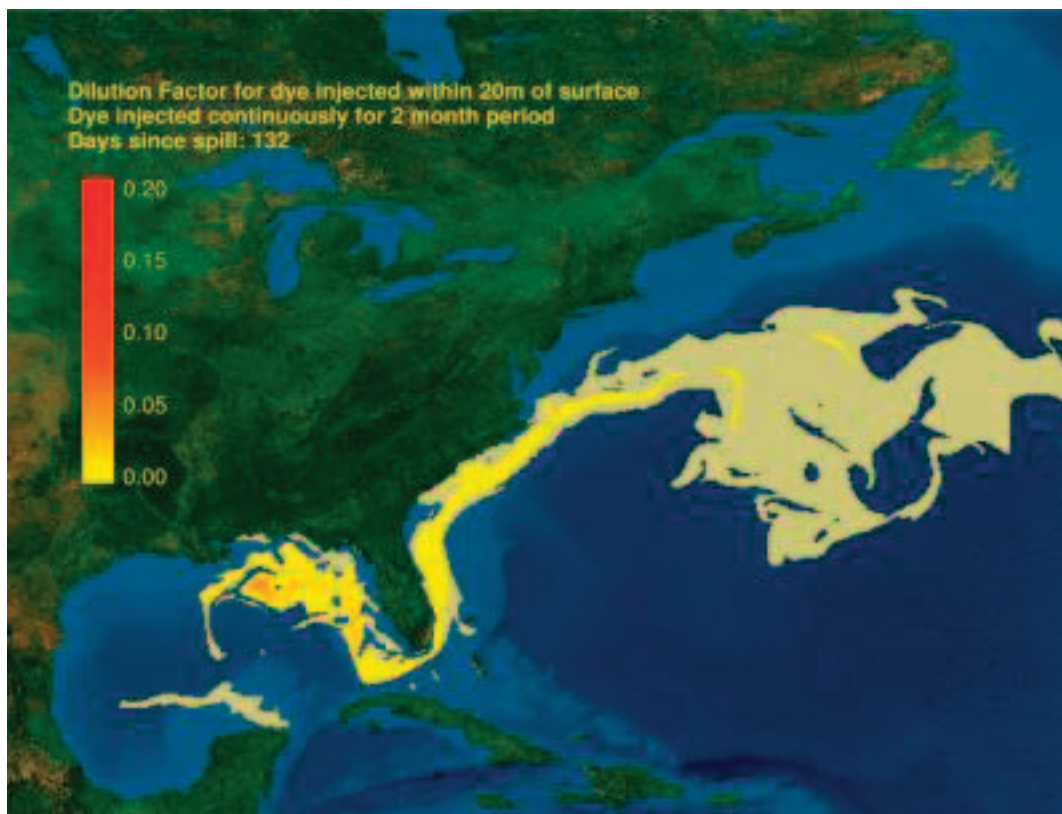 Dilution Factor for dye injected within 20m of surface
Dye injected continuously for 2 month period
Days since spill: 132
0.20
0.15
0.10
0.05
0.00